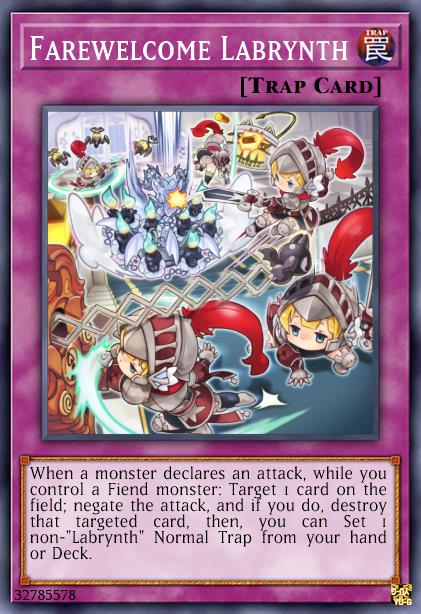 Farewelcome Labrynth
TRAP
罠
[Trap Card]
When a monster declares an attack, while you
control a Fiend monster: Target 1 card on the
field; negate the attack, and if you do, destroy
that targeted card, then, you can Set 1
non-"Labrynth" Normal Trap from your hand
or Deck.
32785578